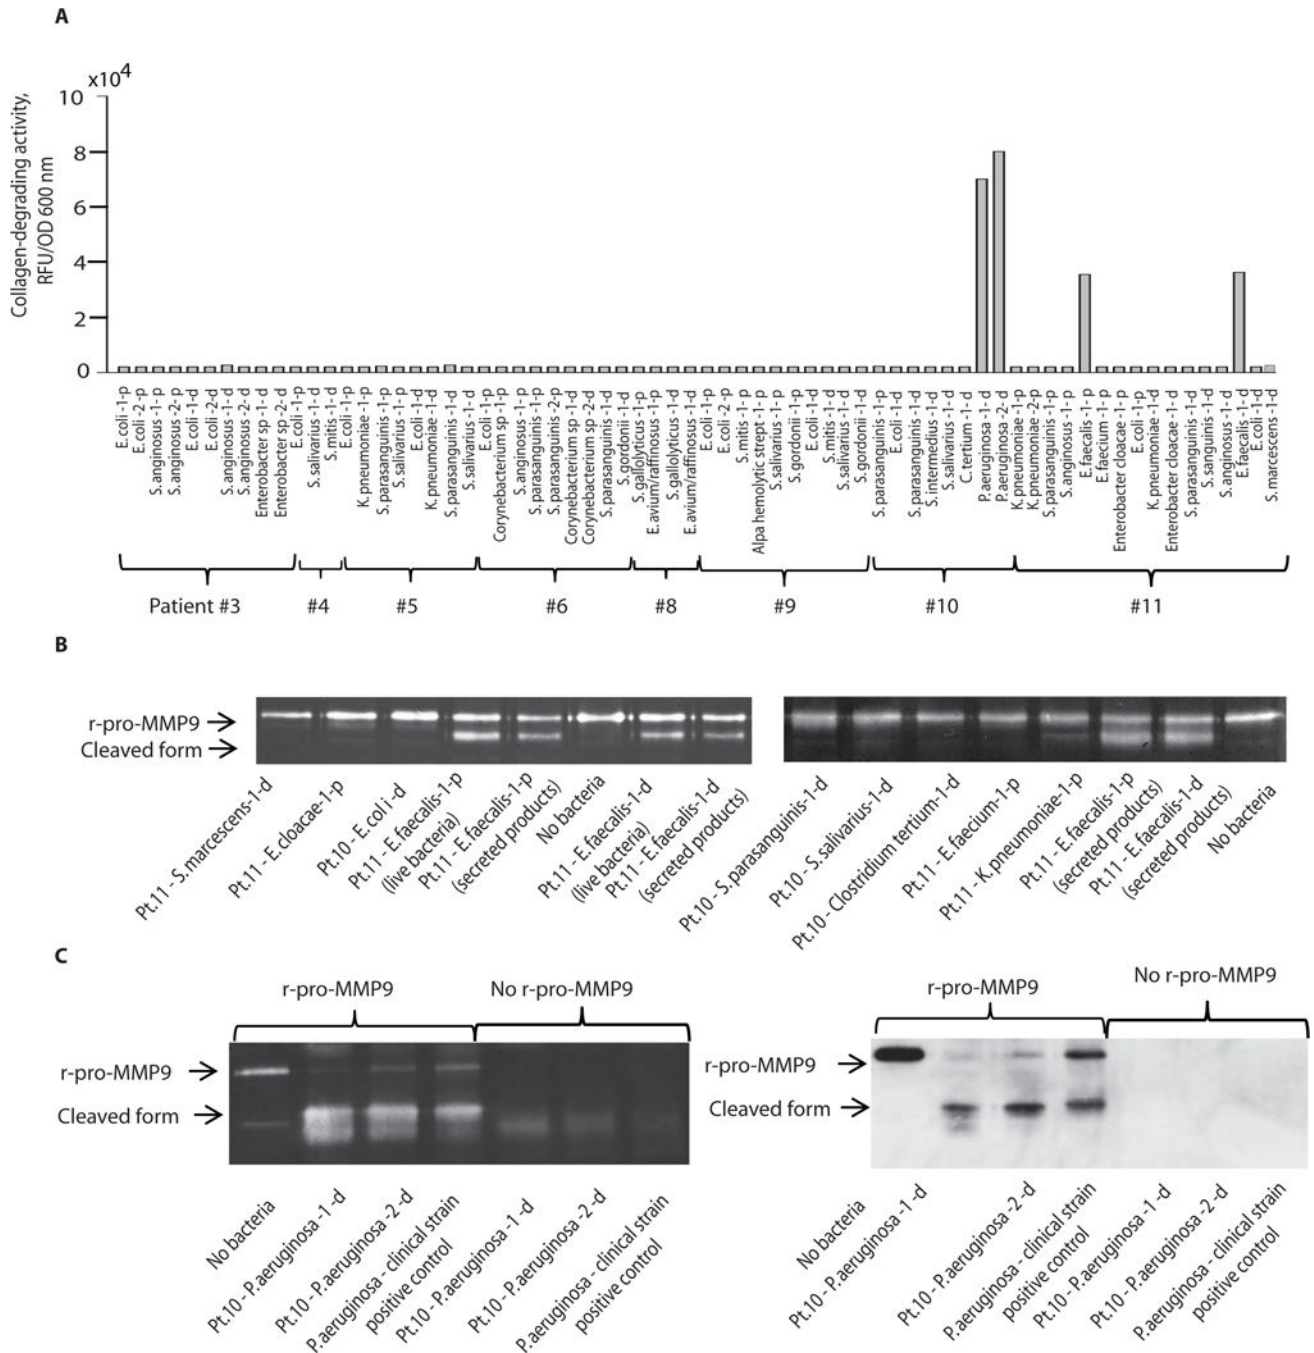 A
x10⁴
Collagen-degrading activity,
RFU/OD 600 nm
10
8
6
4
2
0
E.coli -1-p
E.coli -2-p
S.anginosus -1- p
S.anginosus -2-p
E.coli -1-d
E.coli -2-d
S.anginosus -1- d
S.anginosus -2- d
Enterobacter sp -1- d
Enterobacter sp -2- d
E.coli -1-p
S.salivarius -1- d
S.mitis -1- d
E.coli -1-p
K.pneumoniae -1-p
S.parasanguinis -1-p
S.salivarius -1-p
E.coli -1-d
K.pneumoniae -1-d
S.parasanguinis -1-d
S.salivarius -1-d
E.coli -1-p
Corynebacterium sp -1-p
S.anginosus -1- p
S.parasanguinis -1-p
S.parasanguinis -2-p
Corynebacterium sp -1-d
Corynebacterium sp -2-d
S.parasanguinis -1-d
S.gordonii -1-d
S.gallolyticus -1-p
E.avium/raffinosus -1-p
S.gallolyticus -1-d
E.avium/raffinosus -1-d
E.coli -1-p
E.coli -2-p
S.mitis -1- p
Alpa hemolytic strept -1 -p
S.salivarius -1- p
S.gordonii -1-p
E.coli -1-d
S.mitis -1- d
S.salivarius -1- d
S.gordonii -1-d
S.parasanguinis -1-p
E.coli -1-d
S.parasanguinis -1-d
S.intermedius -1-d
S.salivarius -1-d
C.tertium -1- d
P.aeruginosa -1-d
P.aeruginosa -2-d
K.pneumoniae -1-p
K.pneumoniae -2-p
S.parasanguinis -1-p
S.anginosus -1- p
E.faecalis -1- p
E.faecium -1- p
Enterobacter cloacae -1- p
E.coli -1-p
K.pneumoniae -1-d
Enterobacter cloacae -1- d
S.parasanguinis -1-d
S.sanguinis -1-d
S.anginosus -1- d
E.faecalis -1- d
E.coli -1-d
S.marcescens -1-d
Patient #3
#4
#5
#6
#8
#9
#10
#11
B
r-pro-MMP9
Cleaved form
Pt.11 - S.marcescens-1-d
Pt.11 - E.cloacae-1-p
Pt.10 - E.col i -d
Pt.11 - E.faecalis-1-p
(live bacteria)
Pt.11 - E.faecalis-1-p
(secreted products)
No bacteria
Pt.11 - E.faecalis-1-d
(live bacteria)
Pt.11 - E.faecalis-1-d
(secreted products)
Pt.10 - S.parasanguinis-1-d
Pt.10 - S.salivarius-1-d
Pt.10 - Clostridium tertium-1-d
Pt.11 - E.faecium-1-p
Pt.11 - K.pneumoniae-1-p
Pt.11 - E.faecalis-1-p
(secreted products)
Pt.11 - E.faecalis-1-d
(secreted products)
No bacteria
C
r-pro-MMP9
No r-pro-MMP9
r-pro-MMP9
Cleaved form
No bacteria
Pt.10 - P.aeruginosa -1 -d
Pt.10 - P.aeruginosa -2 -d
P.aeruginosa - clinical strain
positive control
Pt.10 - P.aeruginosa -1 -d
Pt.10 - P.aeruginosa -2-d
P.aeruginosa - clinical strain
positive control
r-pro-MMP9
No r-pro-MMP9
r-pro-MMP9
Cleaved form
No bacteria
Pt.10 - P.aeruginosa -1 -d
Pt.10 - P.aeruginosa -2-d
P.aeruginosa - clinical strain
positive control
Pt.10 - P.aeruginosa -1 -d
Pt.10 - P.aeruginosa -2 -d
P.aeruginosa - clinical strain
positive control